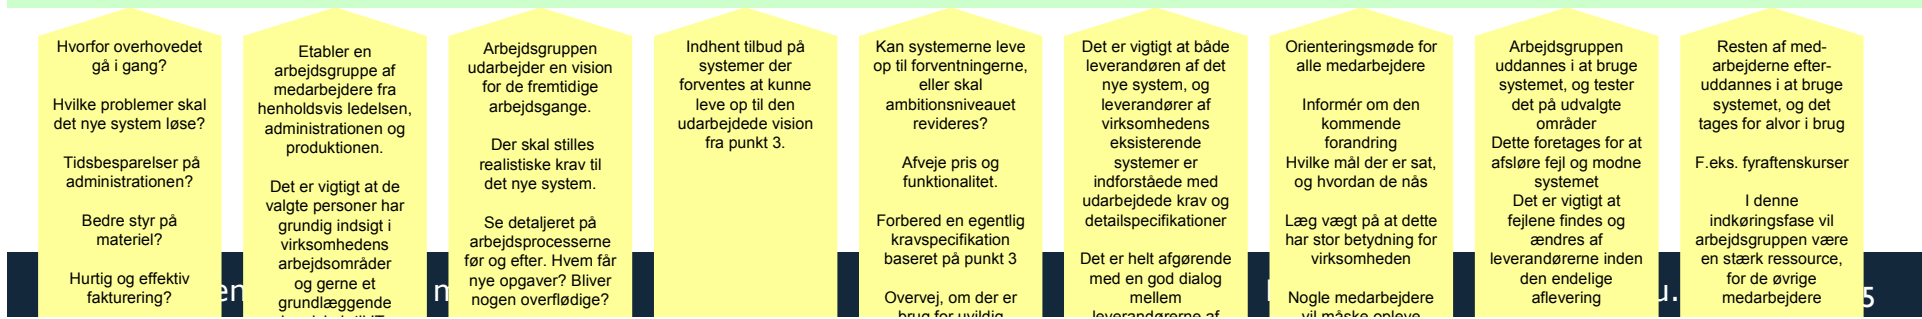 Hvorfor overhovedet
gå i gang?
Hvilke problemer skal
det nye system løse?
Tidsbesparelser på
administrationen?
Bedre styr på
materiel?
Hurtig og effektiv
fakturering?
Etabler en
arbejdsgruppe af
medarbejdere fra
henholdsvis ledelsen,
administrationen og
produktionen.
Det er vigtigt at de
valgte personer har
grundig indsigt i
virksomhedens
arbejdsområder
og gerne et
grundlæggende
Arbejdsgruppen
udarbejder en vision
for de fremtidige
arbejdsgange.
Der skal stilles
realistiske krav til
det nye system.
Se detaljeret på
arbejdsprocesserne
før og efter. Hvem får
nye opgaver? Bliver
nogen overflødige?
Indhent tilbud på
systemer der
forventes at kunne
leve op til den
udarbejdede vision
fra punkt 3.
Kan systemerne leve
op til forventningerne,
eller skal
ambitionsniveauet
revideres?
Afveje pris og
funktionalitet.
Forbered en egentlig
kravspecifikation
baseret på punkt 3
Overvej, om der er
brug for uvildig
Det er vigtigt at både
leverandøren af det
nye system, og
leverandører af
virksomhedens
eksisterende
systemer er
indforståede med
udarbejdede krav og
detailspecifikationer
Det er helt afgørende
med en god dialog
mellem
leverandørerne af
Orienteringsmøde for
alle medarbejdere
Informér om den
kommende
forandring
Hvilke mål der er sat,
og hvordan de nås
Læg vægt på at dette
har stor betydning for
virksomheden
Nogle medarbejdere
vil måske opleve
Arbejdsgruppen
uddannes i at bruge
systemet, og tester
det på udvalgte
områder
Dette foretages for at
afsløre fejl og modne
systemet
Det er vigtigt at
fejlene findes og
ændres af
leverandørerne inden
den endelige
aflevering
Resten af med-
arbejderne efter-
uddannes i at bruge
systemet, og det
tages for alvor i brug
F.eks. fyraftenskurser
I denne
indkøringsfase vil
arbejdsgruppen være
en stærk ressource,
for de øvrige
medarbejdere